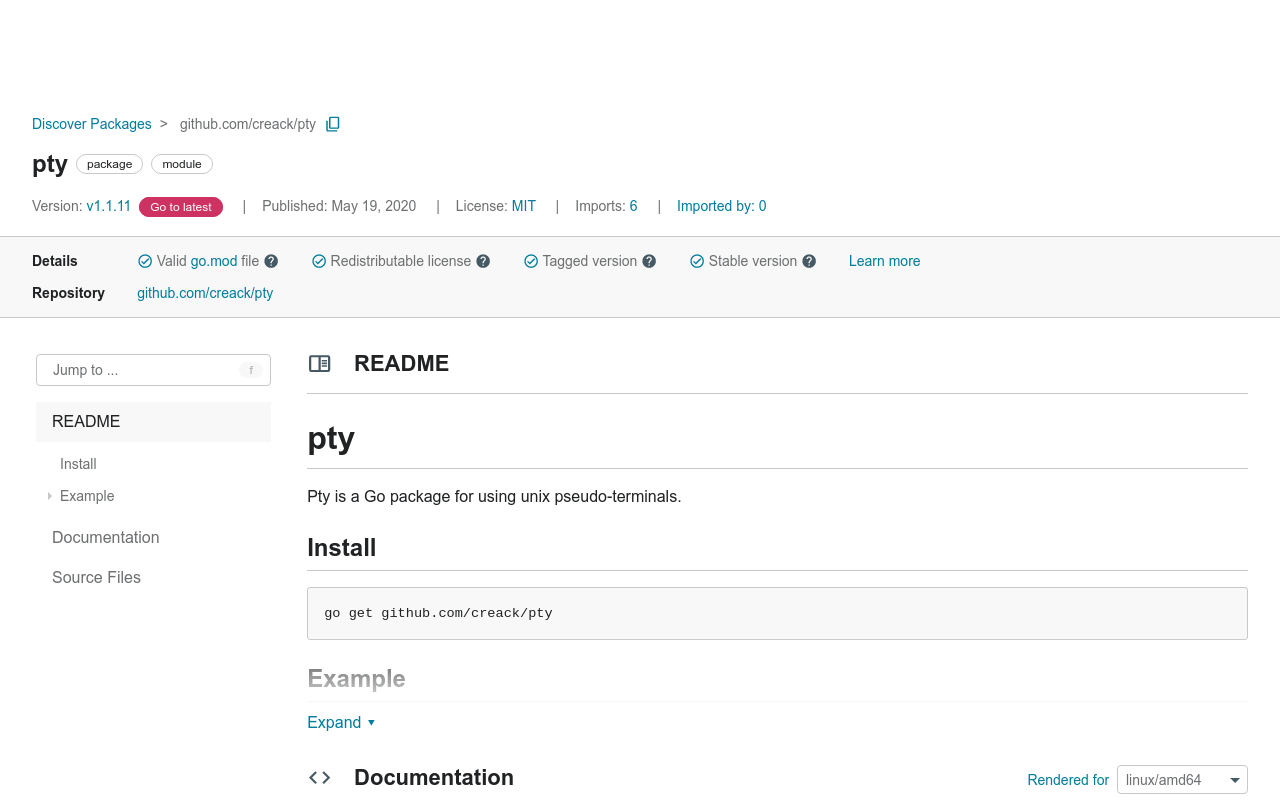 Discover Packages > github.com/creack/pty
pty package module
Version: v1.1.11 Go to latest | Published: May 19, 2020 | License: MIT | Imports: 6 | Imported by: 0
Details Valid go.mod file ? Redistributable license ? Tagged version ? Stable version ? Learn more
Repository github.com/creack/pty
Jump to ... f
README
Install
Example
Documentation
Source Files
README
pty
Pty is a Go package for using unix pseudo-terminals.
Install
go get github.com/creack/pty
Example
Expand
Documentation
Rendered for linux/amd64